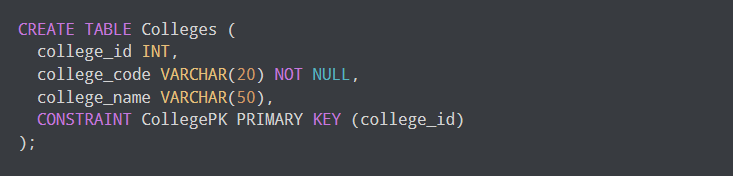 CREATE TABLE Colleges (
  college_id INT,
  college_code VARCHAR(20) NOT NULL,
  college_name VARCHAR(50),
  CONSTRAINT CollegePK PRIMARY KEY (college_id)
);